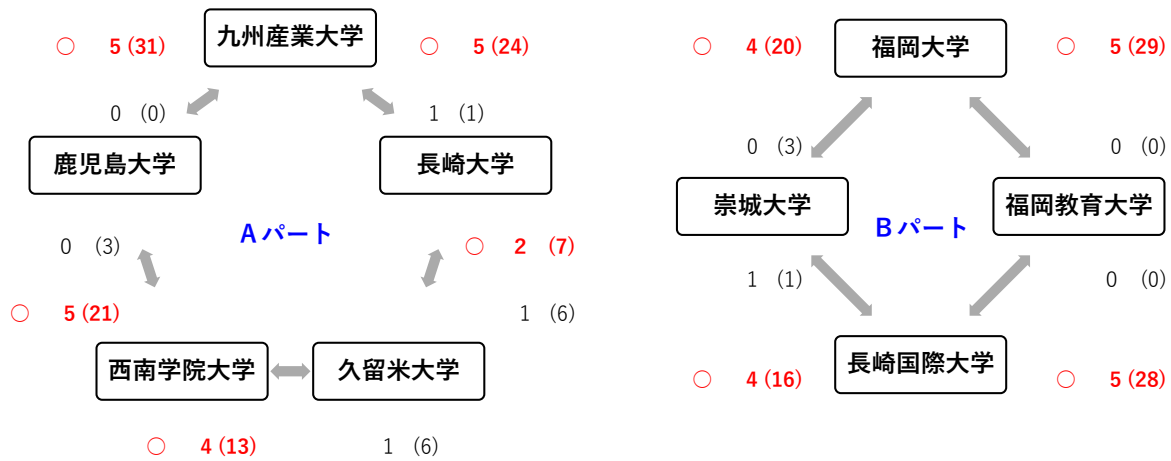 〇 5 (31) 九州産業大学 〇 5 (24)
0 (0) 1 (1)
鹿児島大学 長崎大学
Aパート
0 (3) 〇 2 (7)
〇 5 (21) 1 (6)
西南学院大学 久留米大学
〇 4 (13) 1 (6)
〇 4 (20) 福岡大学 〇 5 (29)
0 (3) 0 (0)
崇城大学 福岡教育大学
Bパート
1 (1) 0 (0)
長崎国際大学
〇 4 (16) 〇 5 (28)